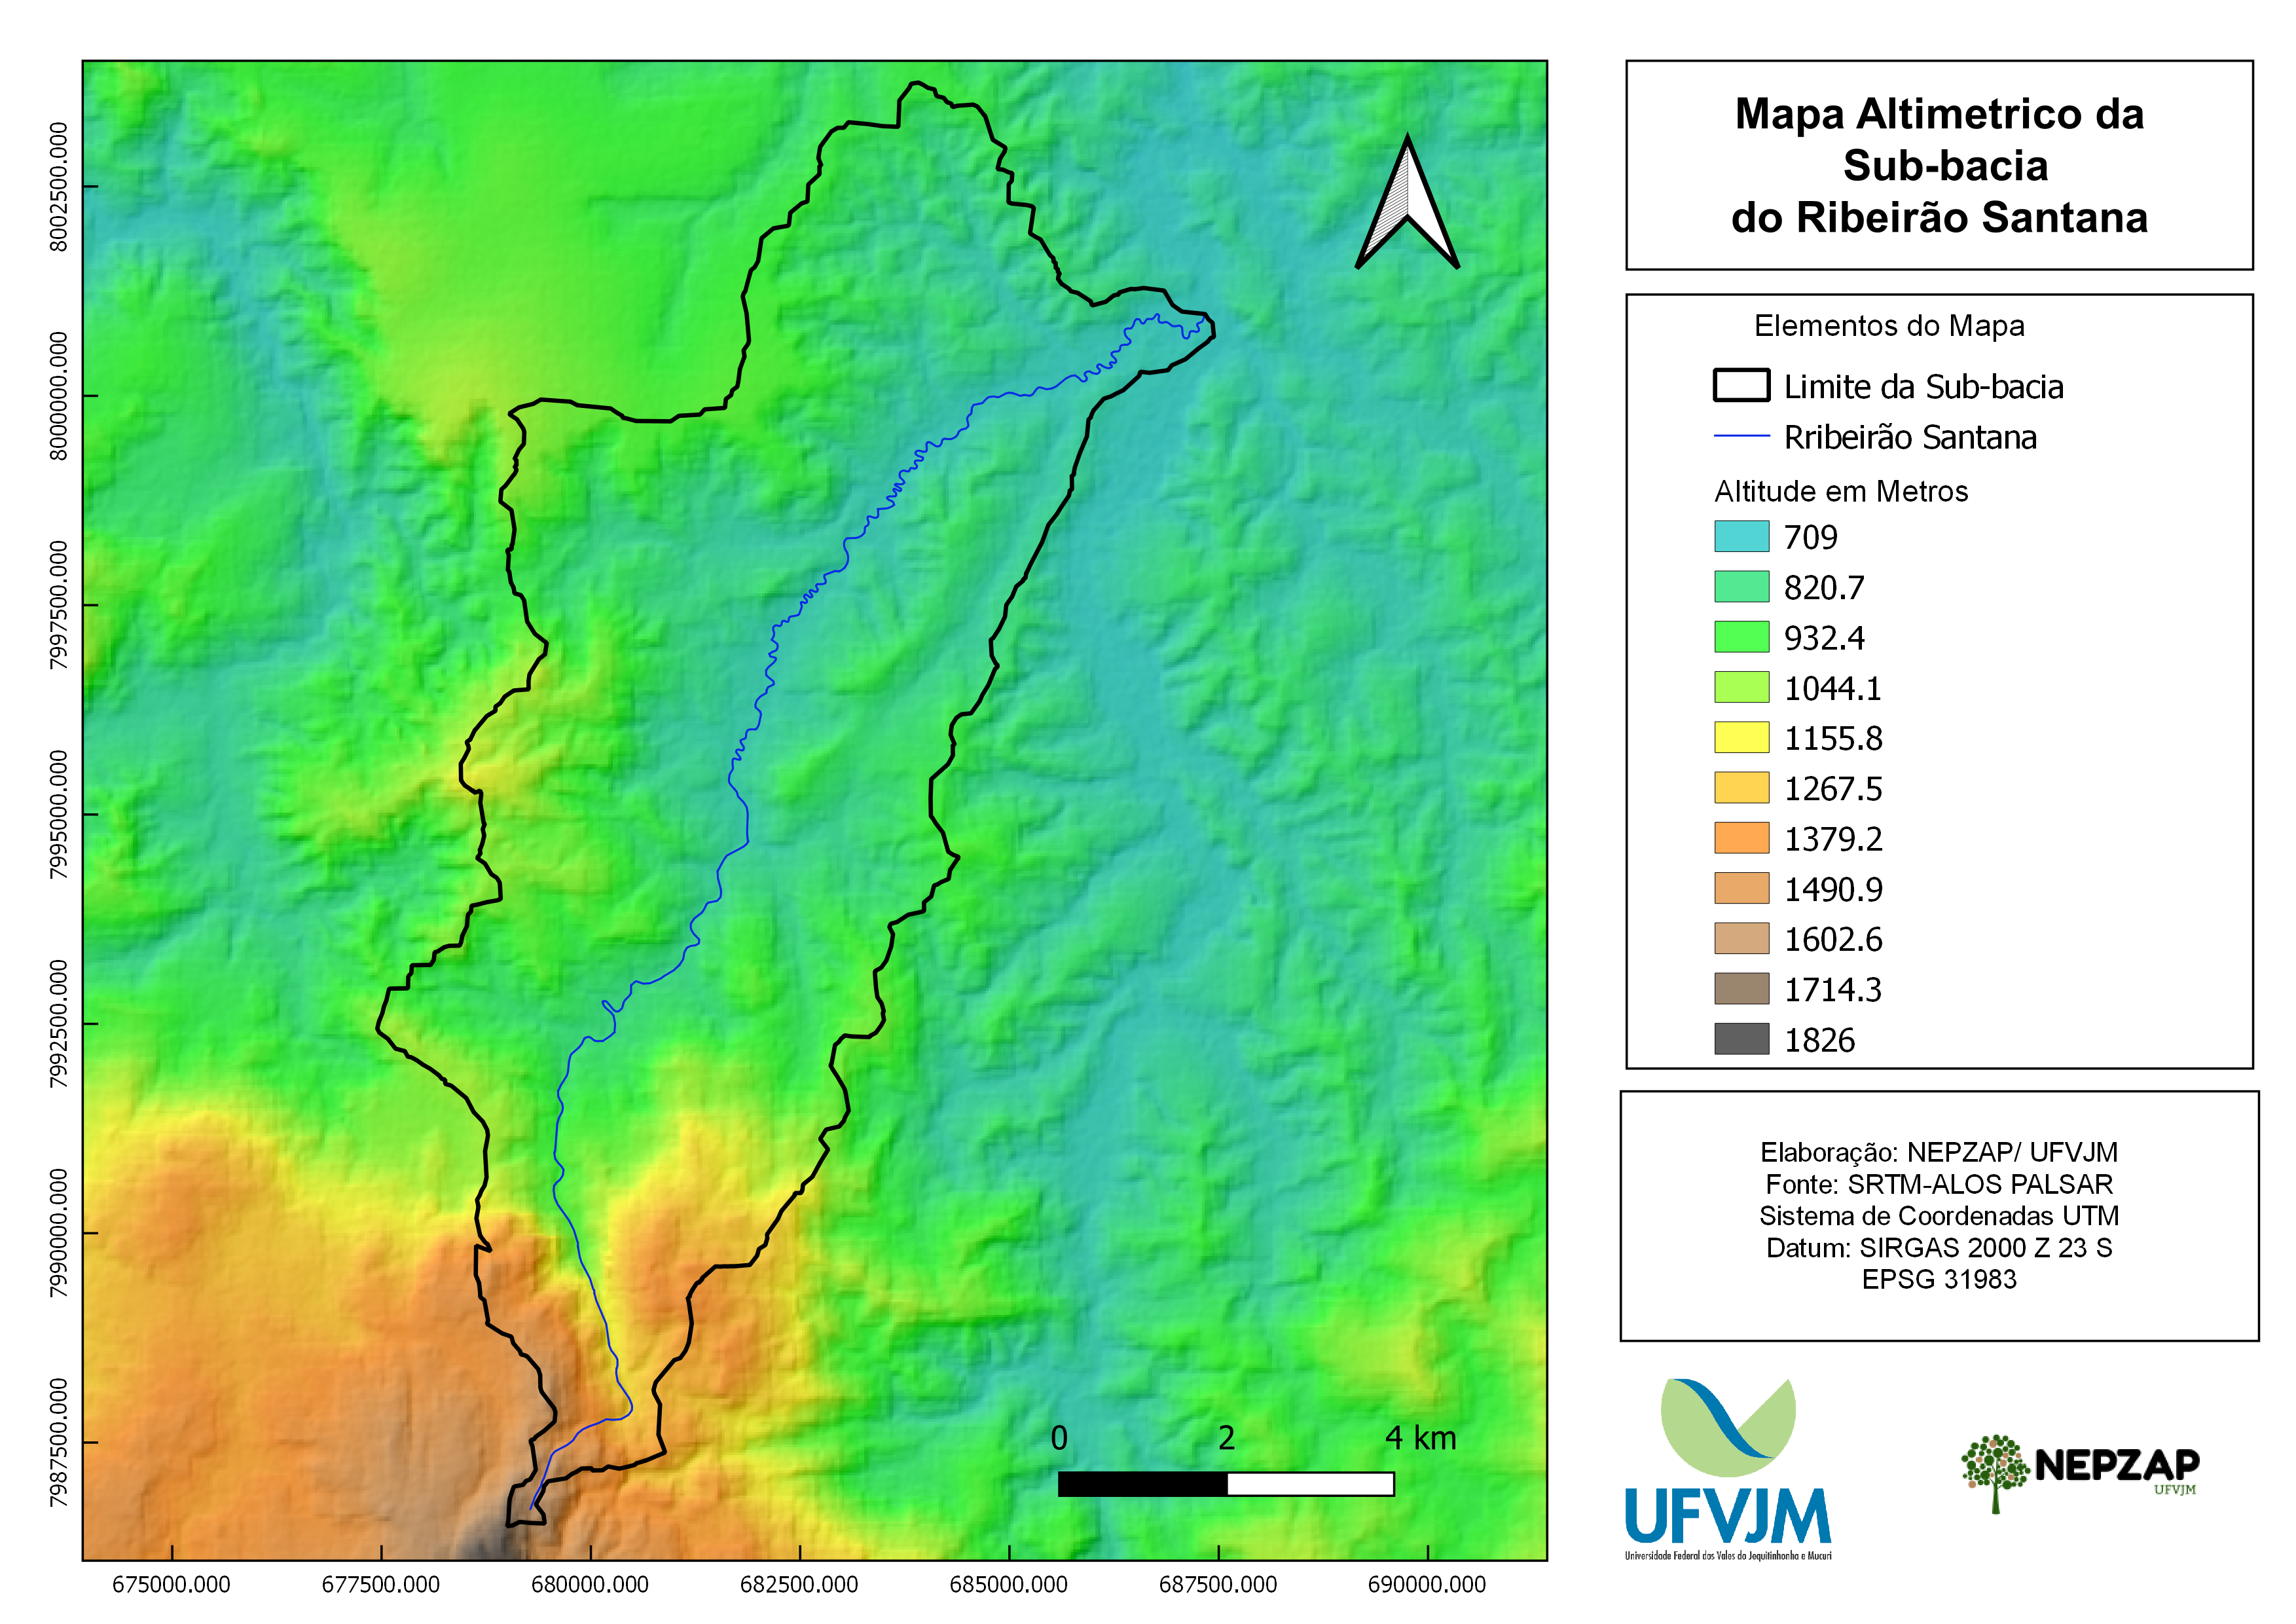 Mapa Altimetrico da
Sub-bacia
do Ribeirão Santana
Elementos do Mapa
Limite da Sub-bacia
Rribeirão Santana
Altitude em Metros
709
820.7
932.4
1044.1
1155.8
1267.5
1379.2
1490.9
1602.6
1714.3
1826
Elaboração: NEPZAP/ UFVJM
Fonte: SRTM-ALOS PALSAR
Sistema de Coordenadas UTM
Datum: SIRGAS 2000 Z 23 S
EPSG 31983
UFVJM
Universidade Federal dos Vales do Jequitinhonha e Mucuri
NEPZAP
UFVJM
8002500.000
8000000.000
7997500.000
7995000.000
7992500.000
7990000.000
7987500.000
0 2 4 km
675000.000 677500.000 680000.000 682500.000 685000.000 687500.000 690000.000